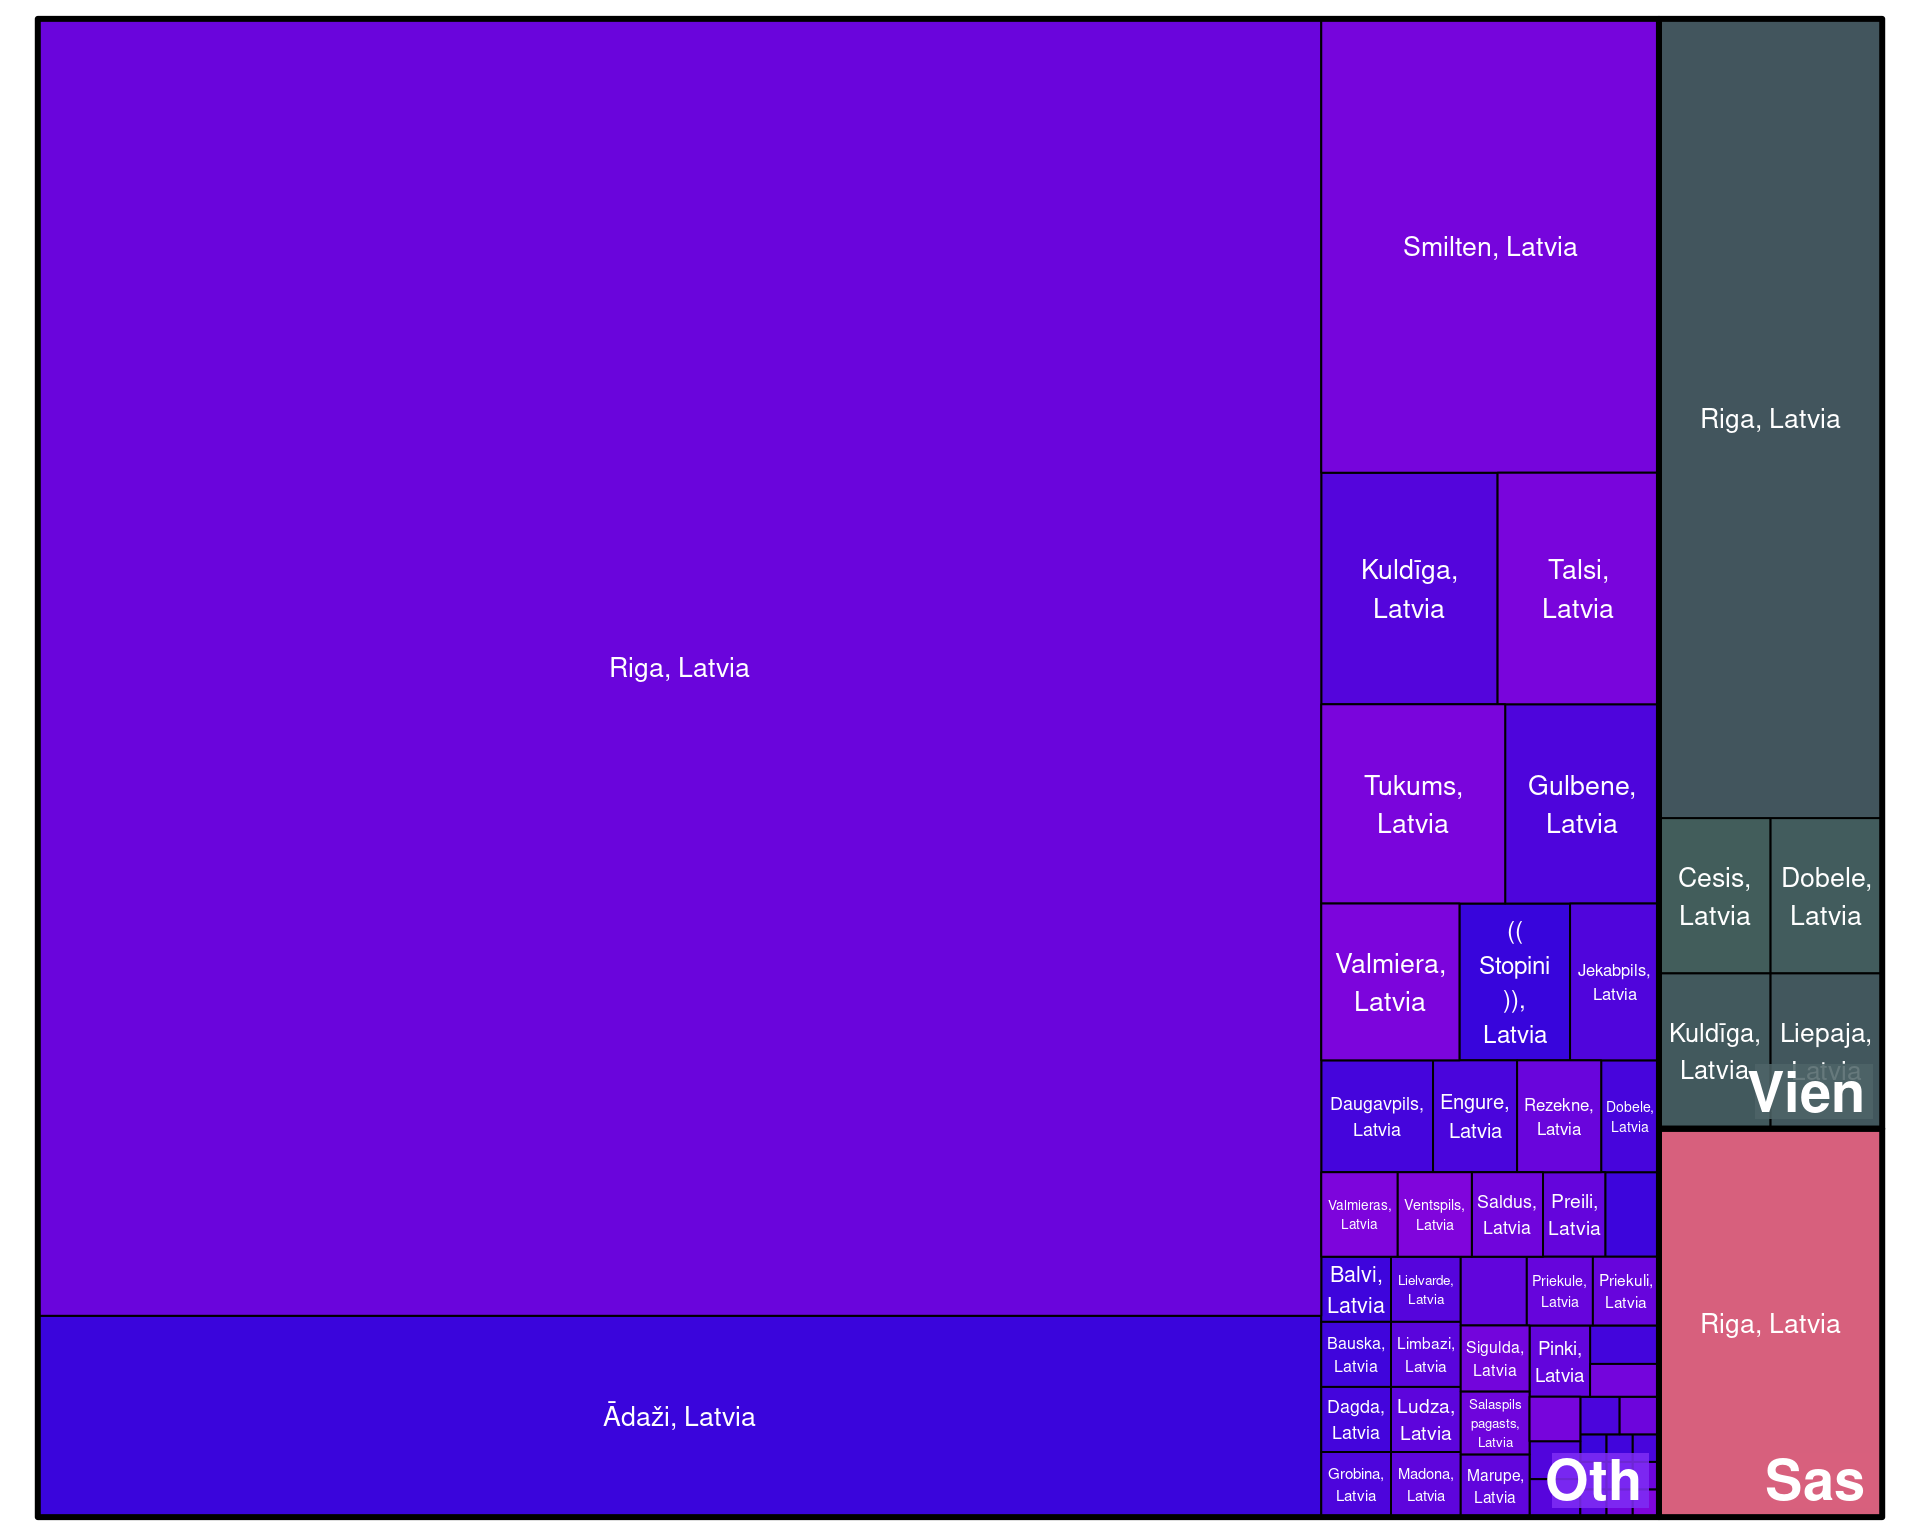 Riga, Latvia
Ādaži, Latvia
Smilten, Latvia
Kuldīga,
Latvia
Talsi,
Latvia
Tukums,
Latvia
Gulbene,
Latvia
Valmiera,
Latvia
((
Stopini
)),
Latvia
Jekabpils,
Latvia
Daugavpils,
Latvia
Engure,
Latvia
Rezekne,
Latvia
Dobele,
Latvia
Valmieras,
Latvia
Ventspils,
Latvia
Saldus,
Latvia
Preili,
Latvia
Balvi,
Latvia
Lielvarde,
Latvia
Priekule,
Latvia
Priekuli,
Latvia
Bauska,
Latvia
Limbazi,
Latvia
Sigulda,
Latvia
Pinki,
Latvia
Dagda,
Latvia
Ludza,
Latvia
Salaspils
pagasts,
Latvia
Grobina,
Latvia
Madona,
Latvia
Marupe,
Latvia
Oth
Riga, Latvia
Cesis,
Latvia
Dobele,
Latvia
Kuldīga,
Latvia
Liepaja,
Latvia
Vien
Riga, Latvia
Sas